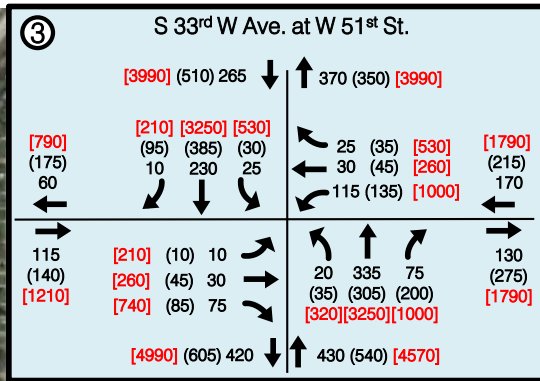 3 S 33rd W Ave. at W 51st St.
[3990] (510) 265 370 (350) [3990]
[210] [3250] [530]
(95) (385) (30)
10 230 25
[790]
(175)
60
25 (35) [530]
30 (45) [260]
115 (135) [1000]
[1790]
(215)
170
115
(140)
[1210]
[210] (10) 10
[260] (45) 30
[740] (85) 75
20 335 75
(35) (305) (200)
[320][3250][1000]
130
(275)
[1790]
[4990] (605) 420 430 (540) [4570]